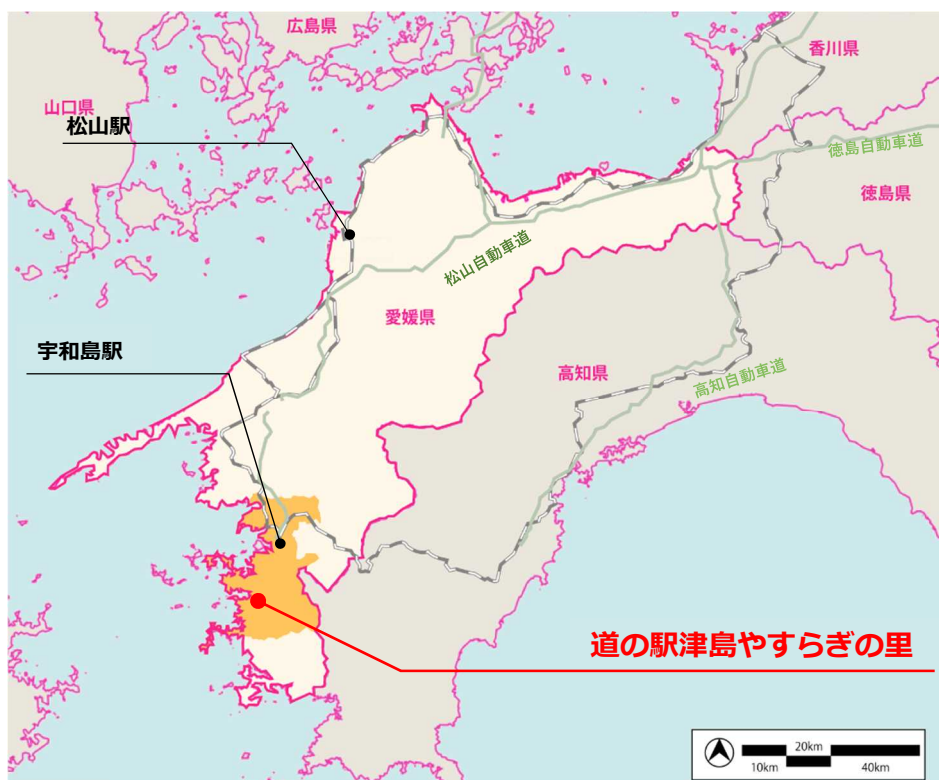 広島県
香川県
山口県
松山駅
徳島自動車道
徳島県
松山自動車道
愛媛県
宇和島駅
高知県
高知自動車道
道の駅津島やすらぎの里
20km
10km
40km